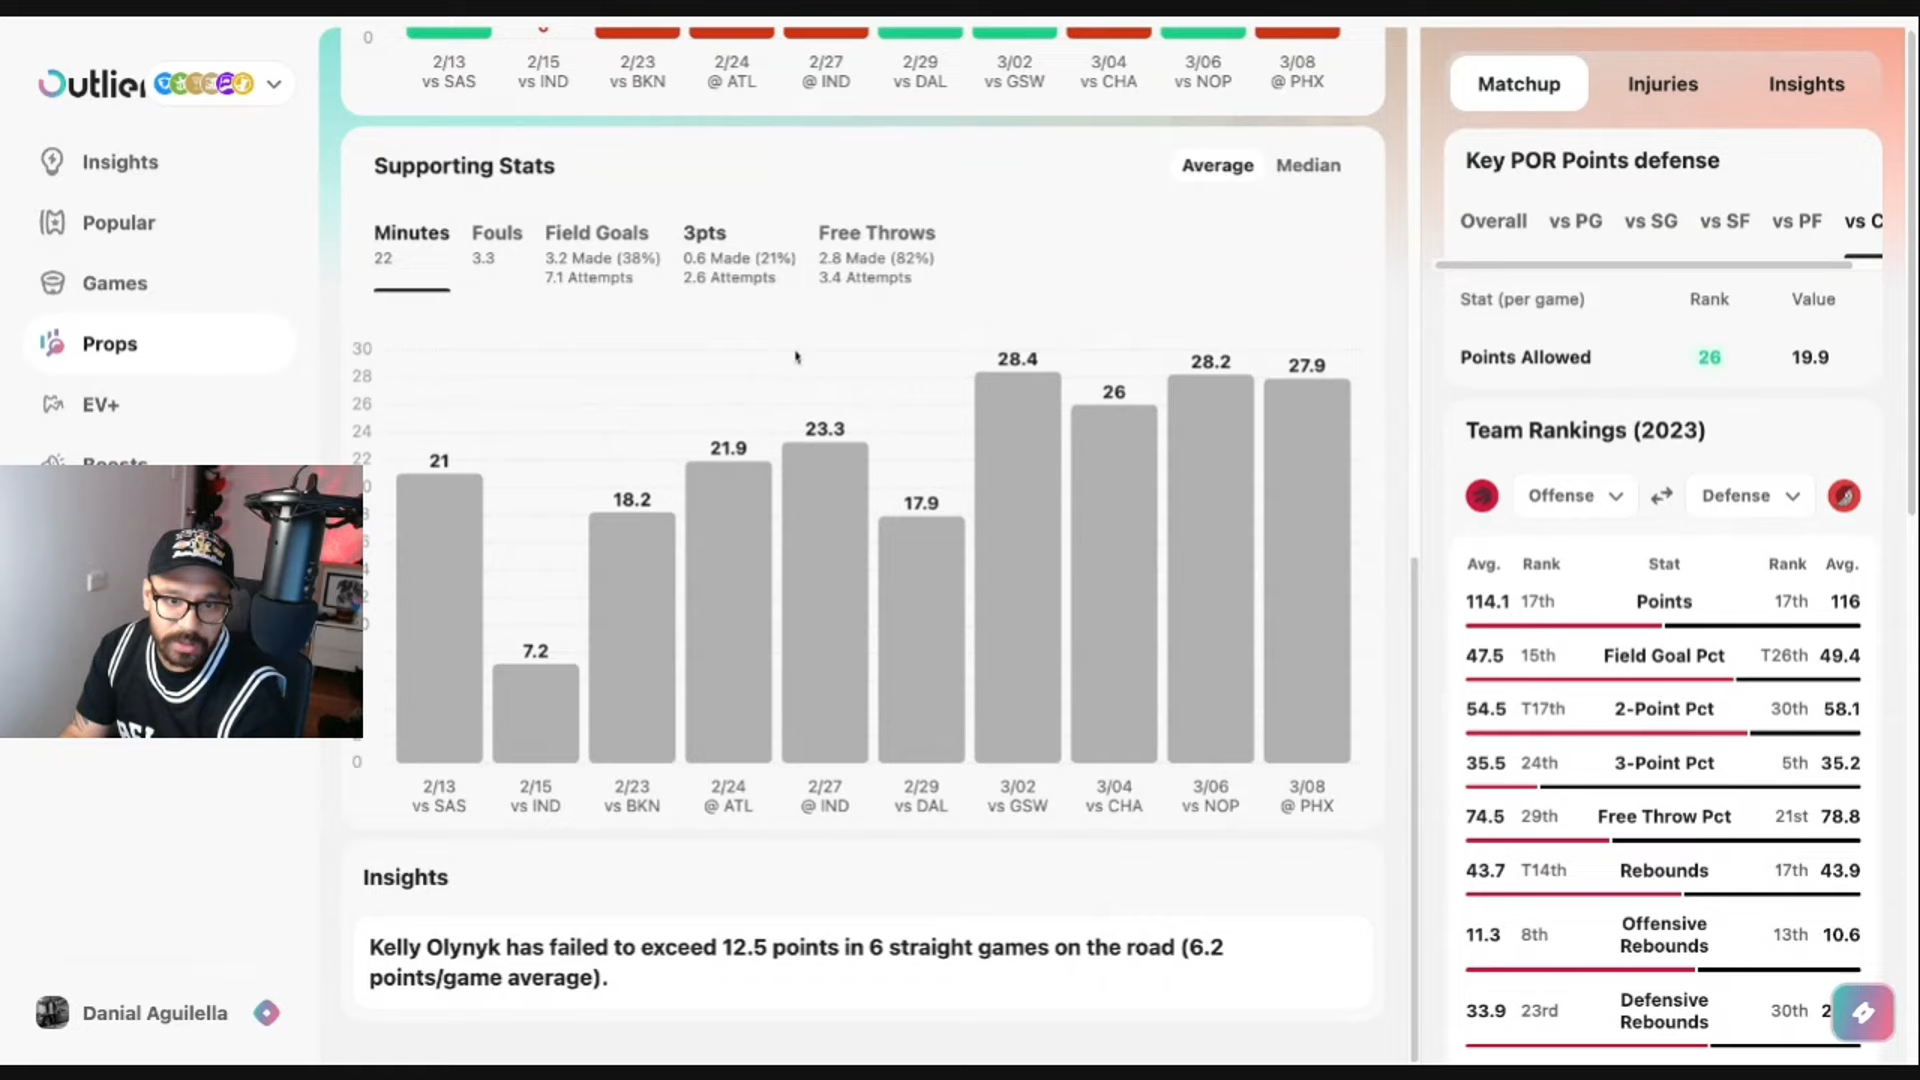 0
2/13 2/15 2/23 2/24 2/27 2/29 3/02 3/04 3/06 3/08
vs SAS vs IND vs BKN @ ATL @ IND vs DAL vs GSW vs CHA vs NOP @ PHX
Outlier
Insights
Popular
Games
Props
EV+
Boosts
Danial Aguilella
Supporting Stats
Average Median
Minutes Fouls Field Goals 3pts Free Throws
22 3.3 3.2 Made (38%) 0.6 Made (21%) 2.8 Made (82%)
7.1 Attempts 2.6 Attempts 3.4 Attempts
30
28
26
24
22
0
21 7.2 18.2 21.9 23.3 17.9 28.4 26 28.2 27.9
2/13 2/15 2/23 2/24 2/27 2/29 3/02 3/04 3/06 3/08
vs SAS vs IND vs BKN @ ATL @ IND vs DAL vs GSW vs CHA vs NOP @ PHX
Insights
Kelly Olynyk has failed to exceed 12.5 points in 6 straight games on the road (6.2
points/game average).
Matchup Injuries Insights
Key POR Points defense
Overall vs PG vs SG vs SF vs PF vs C
Stat (per game) Rank Value
Points Allowed 26 19.9
Team Rankings (2023)
Offense Defense
Avg. Rank Stat Rank Avg.
114.1 17th Points 17th 116
47.5 15th Field Goal Pct T26th 49.4
54.5 T17th 2-Point Pct 30th 58.1
35.5 24th 3-Point Pct 5th 35.2
74.5 29th Free Throw Pct 21st 78.8
43.7 T14th Rebounds 17th 43.9
11.3 8th Offensive Rebounds 13th 10.6
33.9 23rd Defensive Rebounds 30th